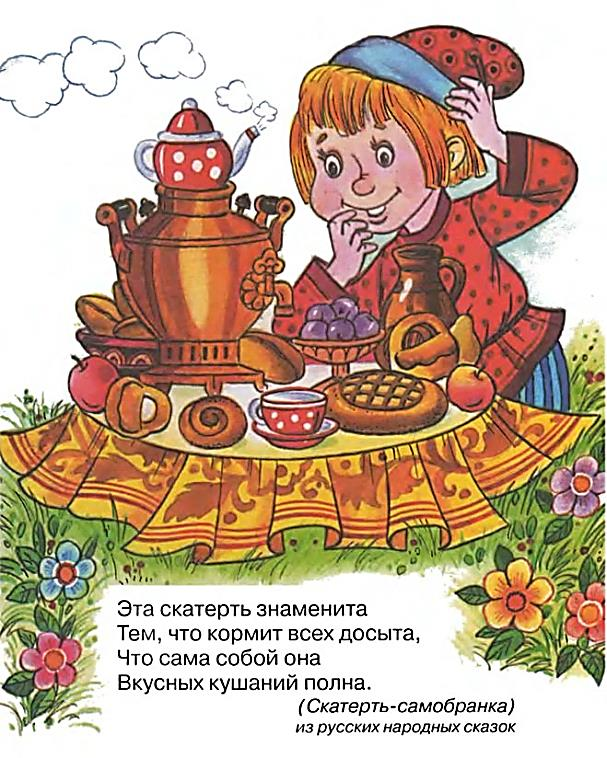 Эта скатерть знаменита
Тем, что кормит всех досыта,
Что сама собой она
Вкусных кушаний полна.
(Скатерть-самобранка)
из русских народных сказок